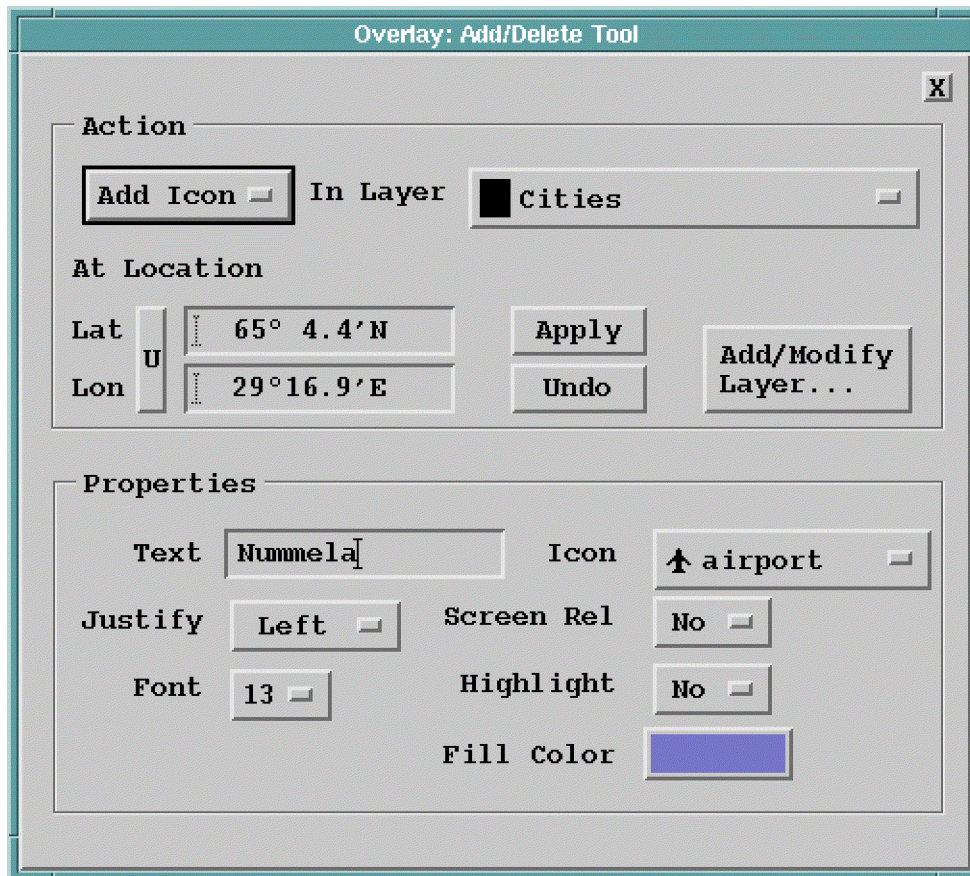 Overlay: Add/Delete Tool
X
Action
Add Icon In Layer Cities
At Location
Lat U 65° 4.4'N Apply
Lon 29°16.9'E Undo
Add/Modify
Layer...
Properties
Text Nummela Icon airport
Justify Left Screen Rel No
Font 13 Highlight No
Fill Color